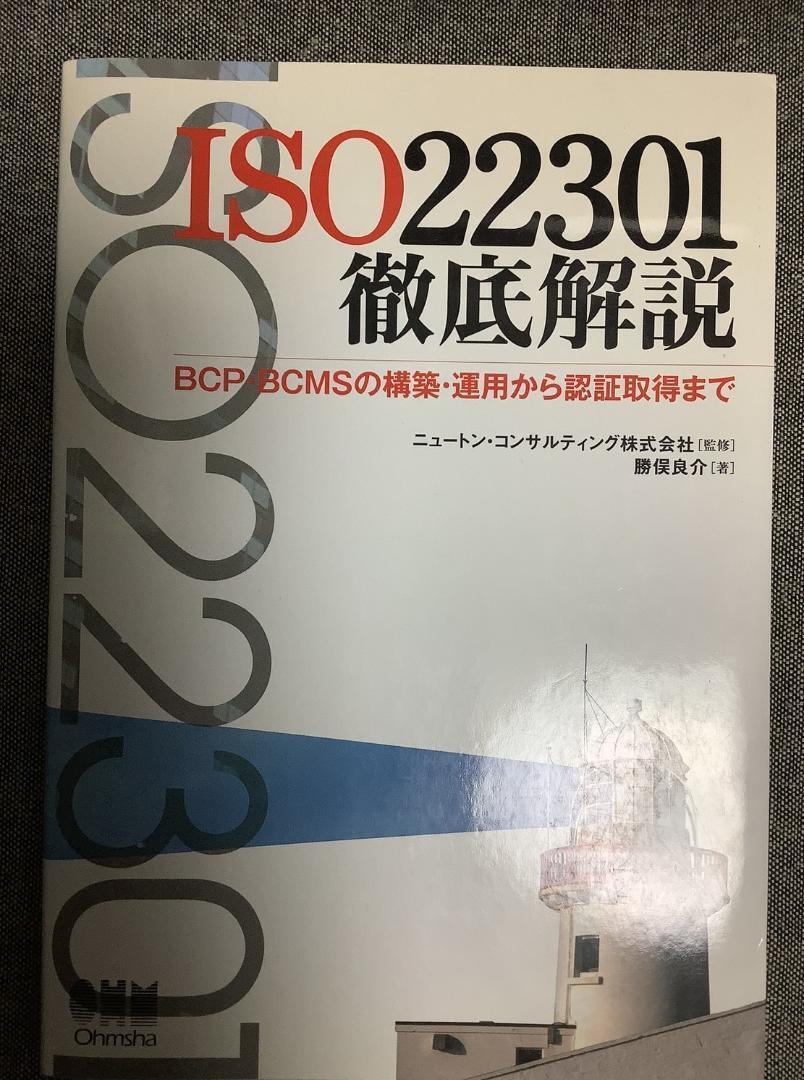 ISO22301
ISO22301
徹底解説
BCP・BCMSの構築・運用から認証取得まで
ニュートン・コンサルティング株式会社[監修]
勝俣良介[著]
OHM
Ohmsha